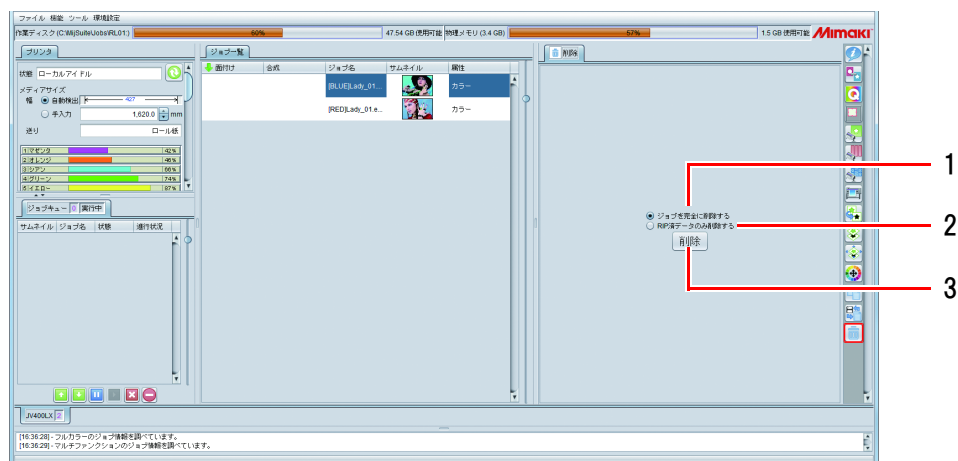 ファイル 機能 ツール 環境設定
作業ディスク (C:\MijSuite\Jobs\RL01:) 60% 47.54 GB 使用可能 物理メモリ (3.4 GB) 57% 1.5 GB 使用可能 Mimaki
プリンタ
状態 ローカルアイドル
メディアサイズ
幅 自動検出 427
手入力 1,620.0 mm
送り ロール紙
1 マゼンタ 42%
2 オレンジ 46%
3 シアン 66%
4 グリーン 74%
5 イエロー 87%
ジョブキュー 0 実行中
サムネイル ジョブ名 状態 進行状況
ジョブ一覧
面付け 合成 ジョブ名 サムネイル 属性
[BLUE]Lady_01... カラー
[RED]Lady_01.e... カラー
削除
ジョブを完全に削除する
RIP済データのみ削除する
削除
1
2
3
JV400LX 2
[16:36:28] - フルカラーのジョブ情報を調べています。
[16:36:29] - マルチファンクションのジョブ情報を調べています。